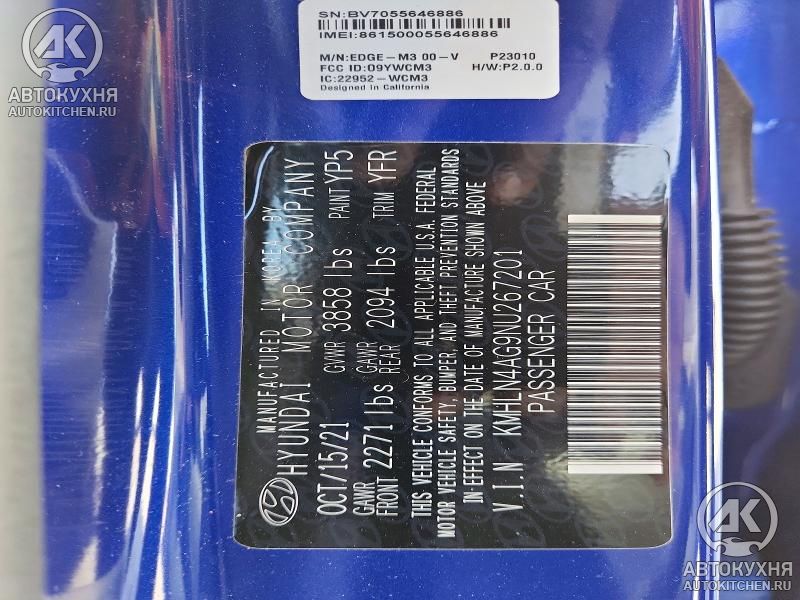 SN:BV7055646886
IMEI:861500055646886
M/N:EDGE-M3 00-V P23010
FCC ID:O9YWCM3 H/W:P2.0.0
IC:22952-WCM3
Designed in California
АВТОКУХНЯ
AUTOKITCHEN.RU
MANUFACTURED IN KOREA BY
HYUNDAI MOTOR COMPANY
OCT/15/21 GVWR 3858 lbs PAINT YP5
GAWR FRONT 2271 lbs GAWR REAR 2094 lbs TRIM YFR
THIS VEHICLE CONFORMS TO ALL APPLICABLE U.S.A. FEDERAL
MOTOR VEHICLE SAFETY, BUMPER, AND THEFT PREVENTION STANDARDS
IN-EFFECT ON THE DATE OF MANUFACTURE SHOWN ABOVE
V.I.N KMHLN4AG9NU267201
PASSENGER CAR
АВТОКУХНЯ
AUTOKITCHEN.RU